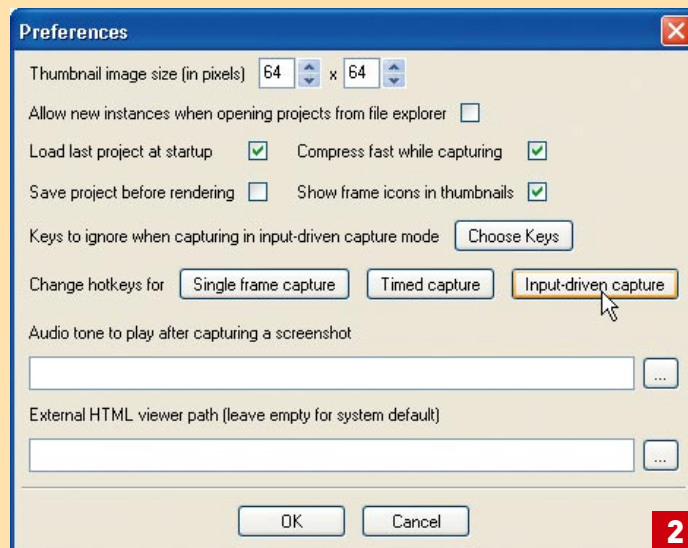 Preferences
Thumbnail image size (in pixels) 64 x 64
Allow new instances when opening projects from file explorer
Load last project at startup Compress fast while capturing
Save project before rendering Show frame icons in thumbnails
Keys to ignore when capturing in input-driven capture mode Choose Keys
Change hotkeys for Single frame capture Timed capture Input-driven capture
Audio tone to play after capturing a screenshot
...
External HTML viewer path (leave empty for system default)
...
OK Cancel
2